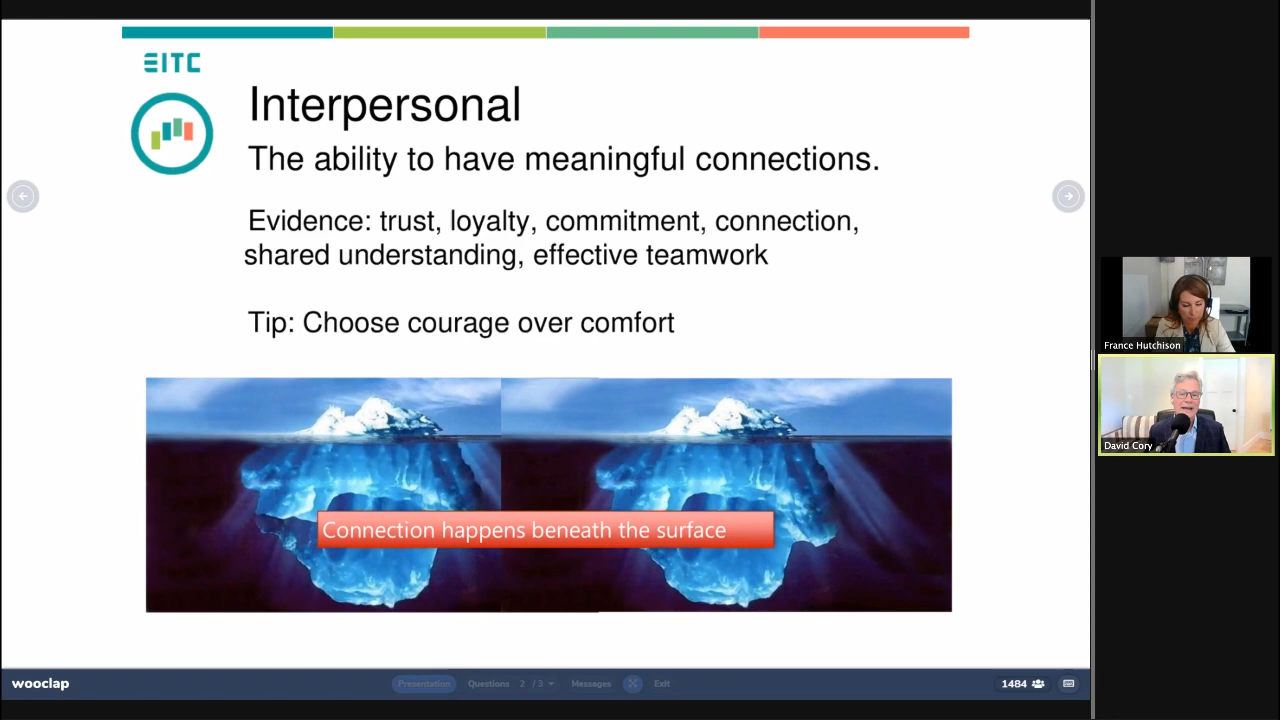 EITC
Interpersonal
The ability to have meaningful connections.
Evidence: trust, loyalty, commitment, connection,
shared understanding, effective teamwork
Tip: Choose courage over comfort
Connection happens beneath the surface
France Hutchison
David Cory
wooclap
Presentation Questions 2 / 3 Messages Exit
1484